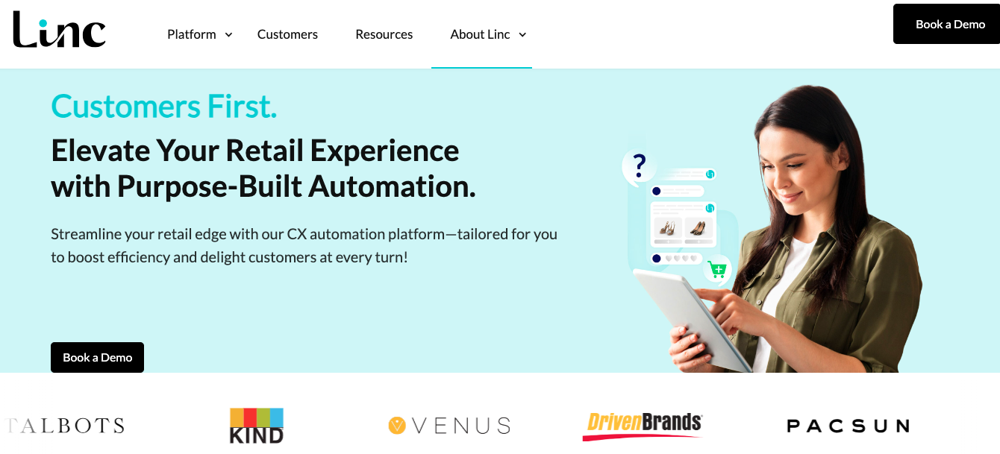 Linc
Platform
Customers
Resources
About Linc
Book a Demo
Customers First.
Elevate Your Retail Experience
with Purpose-Built Automation.
Streamline your retail edge with our CX automation platform—tailored for you
to boost efficiency and delight customers at every turn!
?
Book a Demo
TALBOTS
KIND
VENUS
DrivenBrands
PACSUN